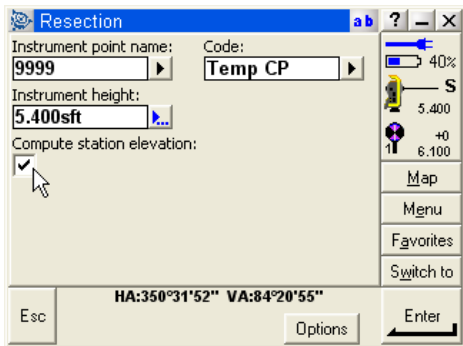 Resection
ab
? – X
Instrument point name:
Code:
9999
Temp CP
40%
Instrument height:
5.400sft
S
5.400
Compute station elevation:
+0
1
6.100
Map
Menu
Favorites
Switch to
HA:350°31'52" VA:84°20'55"
Esc
Options
Enter